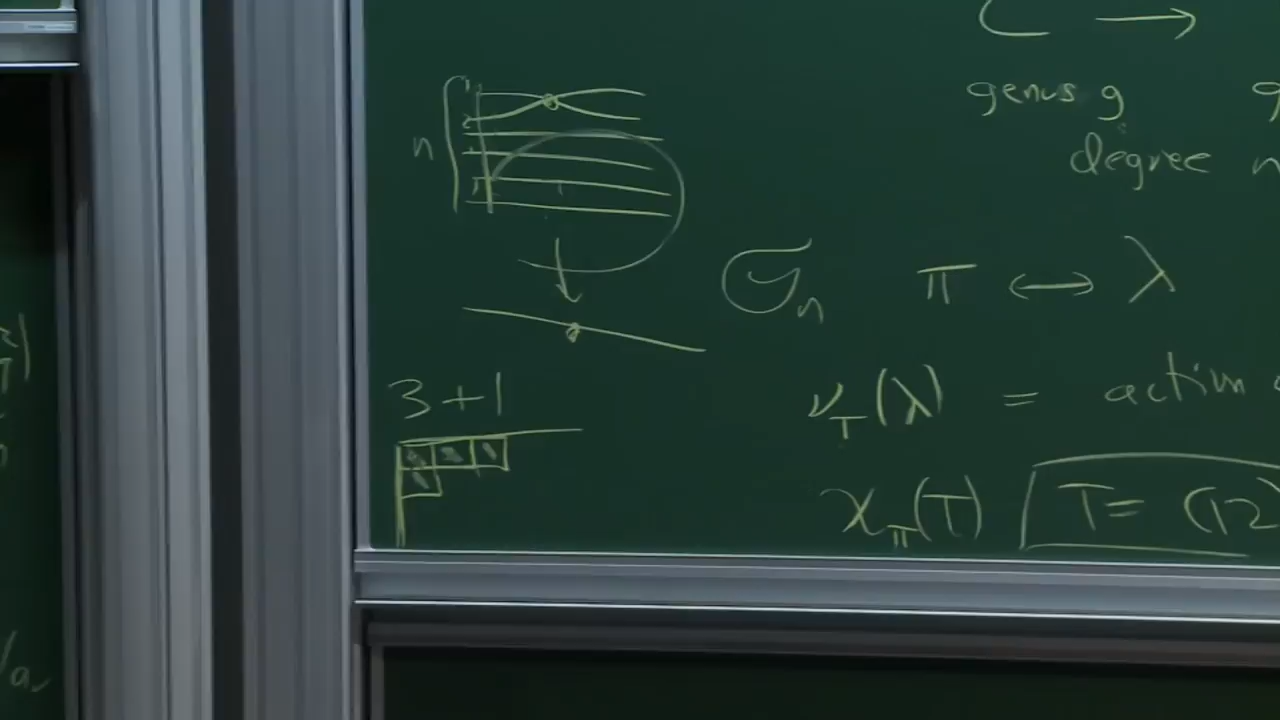 C ⟶
genus g
degree n
n
𝔖n π ⟷ λ
3+1
ν_T(λ) = action
χ_π(T) T = (12)